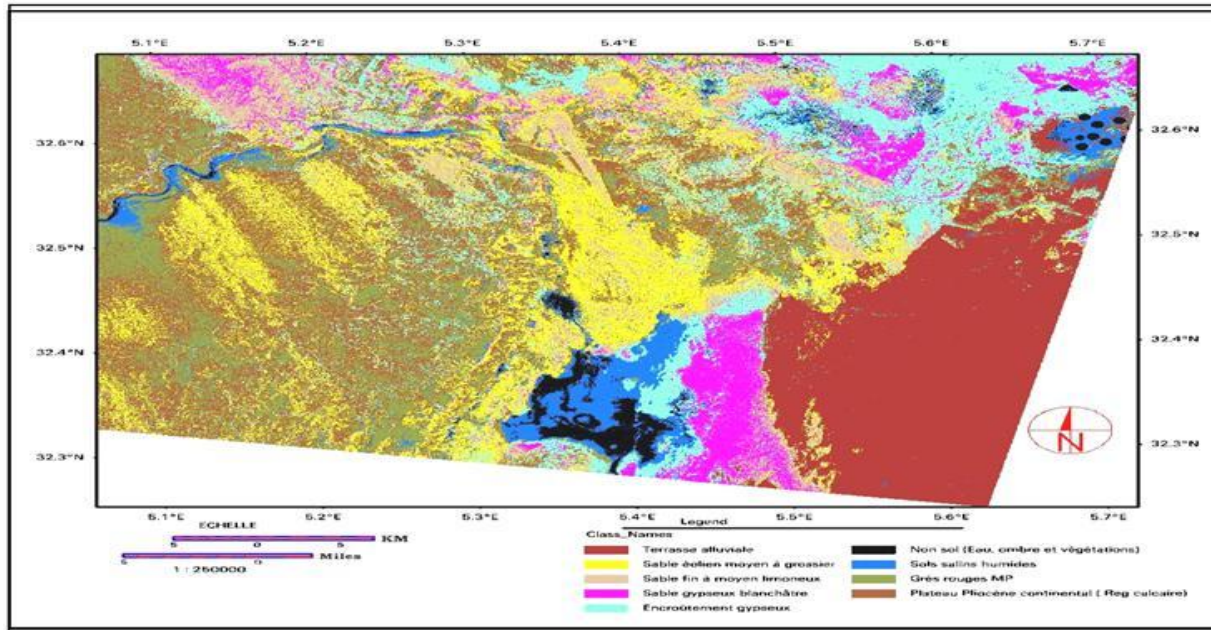 5.1°E 5.2°E 5.3°E 5.4°E 5.5°E 5.6°E 5.7°E
32.6°N 32.6°N
32.5°N 32.5°N
32.4°N 32.4°N
32.3°N 32.3°N
N
5.1°E 5.2°E 5.3°E 5.4°E 5.5°E 5.6°E 5.7°E
ECHELLE
KM
5 0 5
Miles
5 0
1 : 250000
Legend
Class_Names
Terrasse alluviale
Sable éolien moyen à grossier
Sable fin à moyen limoneux
Sable gypseux blanchâtre
Encroûtement gypseux
Non sol (Eau, ombre et végétations)
Sols salins humides
Grés rouges MP
Plateau Pliocène continental ( Reg calcaire)